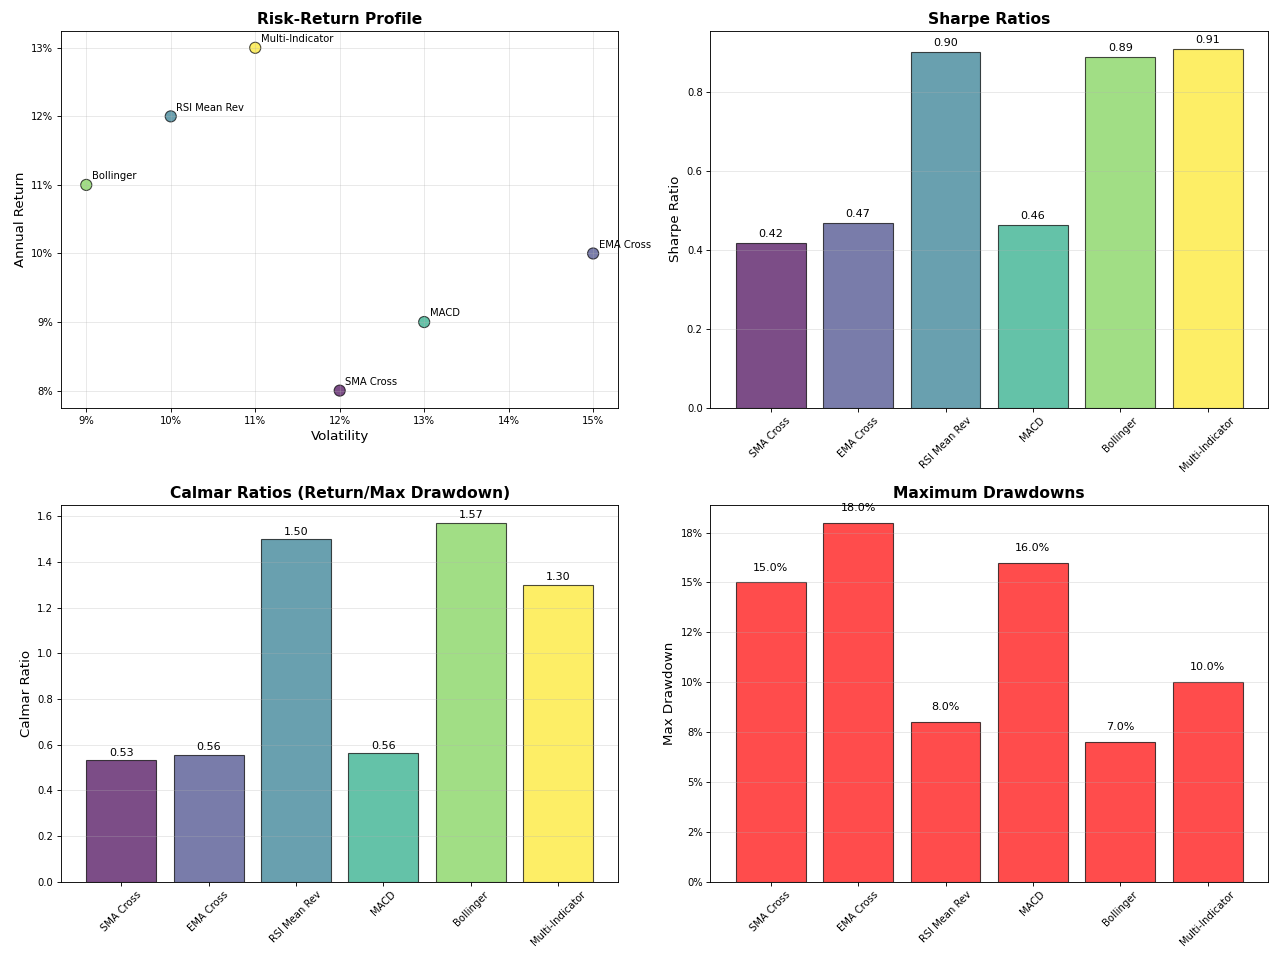 Risk-Return Profile
Annual Return
13%
12%
11%
10%
9%
8%
Multi-Indicator
RSI Mean Rev
Bollinger
EMA Cross
MACD
SMA Cross
9%
10%
11%
12%
13%
14%
15%
Volatility
Sharpe Ratios
Sharpe Ratio
0.8
0.6
0.4
0.2
0.0
0.42
0.47
0.90
0.46
0.89
0.91
SMA Cross
EMA Cross
RSI Mean Rev
MACD
Bollinger
Multi-Indicator
Calmar Ratios (Return/Max Drawdown)
Calmar Ratio
1.6
1.4
1.2
1.0
0.8
0.6
0.4
0.2
0.0
0.53
0.56
1.50
0.56
1.57
1.30
SMA Cross
EMA Cross
RSI Mean Rev
MACD
Bollinger
Multi-Indicator
Maximum Drawdowns
Max Drawdown
18%
15%
12%
10%
8%
5%
2%
0%
15.0%
18.0%
8.0%
16.0%
7.0%
10.0%
SMA Cross
EMA Cross
RSI Mean Rev
MACD
Bollinger
Multi-Indicator